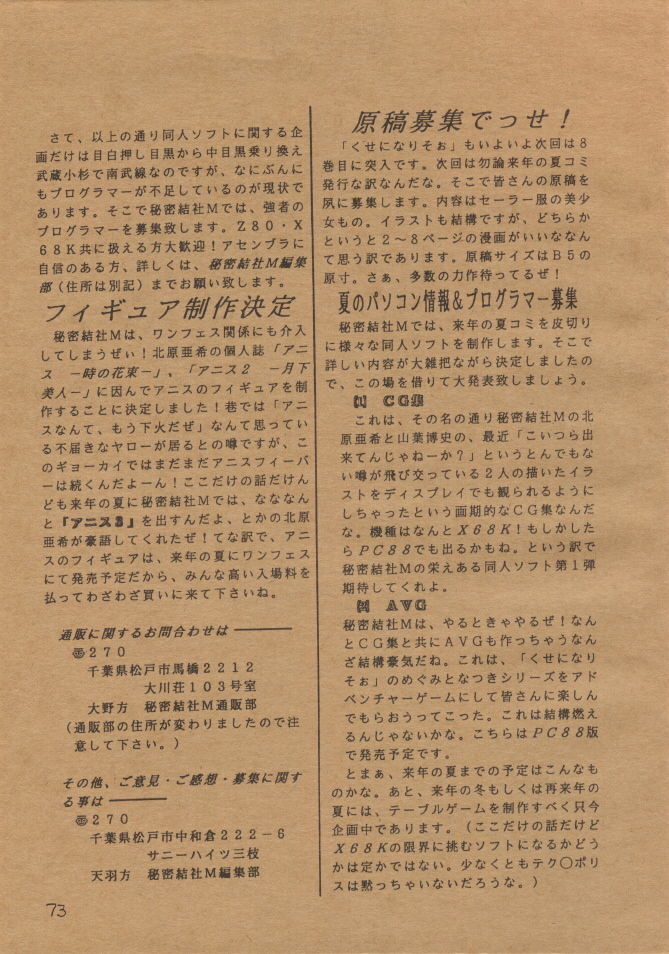 原稿募集でっせ！
「くせになりそぉ」もいよいよ次回は8
巻目に突入です。次回は勿論来年の夏コミ
発行な訳なんだな。そこで皆さんの原稿を
夙に募集します。内容はセーラー服の美少
女もの。イラストも結構ですが、どちらか
というと２～８ページの漫画がいいななん
て思う訳であります。原稿サイズはＢ５の
原寸。さぁ、多数の力作待ってるぜ！
夏のパソコン情報＆プログラマー募集
秘密結社Ｍでは、来年の夏コミを皮切り
に様々な同人ソフトを制作します。そこで
詳しい内容が大雑把ながら決定しましたの
で、この場を借りて大発表致しましょう。
⑴ ＣＧ集
これは、その名の通り秘密結社Ｍの北
原亜希と山葉博史の、最近「こいつら出
来てんじゃねーか？」というとんでもな
い噂が飛び交っている２人の描いたイラ
ストをディスプレイでも観られるように
しちゃったという画期的なＣＧ集なんだ
な。機種はなんとＸ６８Ｋ！もしかした
らＰＣ８８でも出るかもね。という訳で
秘密結社Ｍの栄えある同人ソフト第１弾
期待してくれよ。
⑵ ＡＶＧ
秘密結社Ｍは、やるときゃやるぜ！なん
とＣＧ集と共にＡＶＧも作っちゃうなん
ざ結構豪気だね。これは、「くせになり
そぉ」のめぐみとなつきシリーズをアド
ベンチャーゲームにして皆さんに楽しん
でもらおうってこった。これは結構燃え
るんじゃないかな。こちらはＰＣ８８版
で発売予定です。
とまぁ、来年の夏までの予定はこんなも
のかな。あと、来年の冬もしくは再来年の
夏には、テーブルゲームを制作すべく只今
企画中であります。（ここだけの話だけど
Ｘ６８Ｋの限界に挑むソフトになるかどう
かは定かではない。少なくともテク〇ポリ
スは黙っちゃいないだろうな。）
さて、以上の通り同人ソフトに関する企
画だけは目白押し目黒から中目黒乗り換え
武蔵小杉で南武線なのですが、なにぶんに
もプログラマーが不足しているのが現状で
あります。そこで秘密結社Ｍでは、強者の
プログラマーを募集致します。Ｚ８０・Ｘ
６８Ｋ共に扱える方大歓迎！アセンブラに
自信のある方、詳しくは、秘密結社Ｍ編集
部（住所は別記）までお願い致します。
フィギュア制作決定
秘密結社Ｍは、ワンフェス関係にも介入
してしまうぜぃ！北原亜希の個人誌「アニ
ス －時の花束－」、「アニス２ －月下
美人－」に因んでアニスのフィギュアを制
作することに決定しました！巷では「アニ
スなんて、もう下火だぜ」なんて思ってい
る不届きなヤローが居るとの噂ですが、こ
のギョーカイではまだまだアニスフィーバ
ーは続くんだよーん！ここだけの話だけん
ども来年の夏に秘密結社Ｍでは、なななん
と「アニス３」を出すんだよ、とかの北原
亜希が豪語してくれたぜ！てな訳で、アニ
スのフィギュアは、来年の夏にワンフェス
にて発売予定だから、みんな高い入場料を
払ってわざわざ買いに来て下さいね。
通販に関するお問合わせは ────
〠２７０
千葉県松戸市馬橋２２１２
大川荘１０３号室
大野方 秘密結社Ｍ通販部
（通販部の住所が変わりましたので注
意して下さい。）
その他、ご意見・ご感想・募集に関す
る事は ────
〠２７０
千葉県松戸市中和倉２２２－６
サニーハイツ三枝
天羽方 秘密結社Ｍ編集部
73